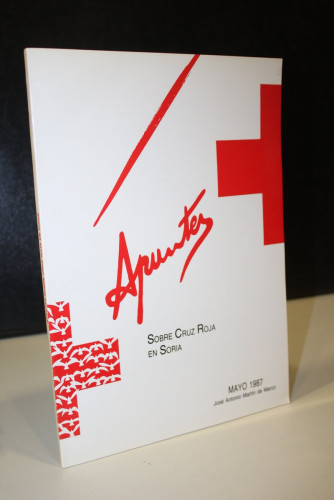 Apuntes
SOBRE CRUZ ROJA
EN SORIA
MAYO 1987
José Antonio Martín de Marco